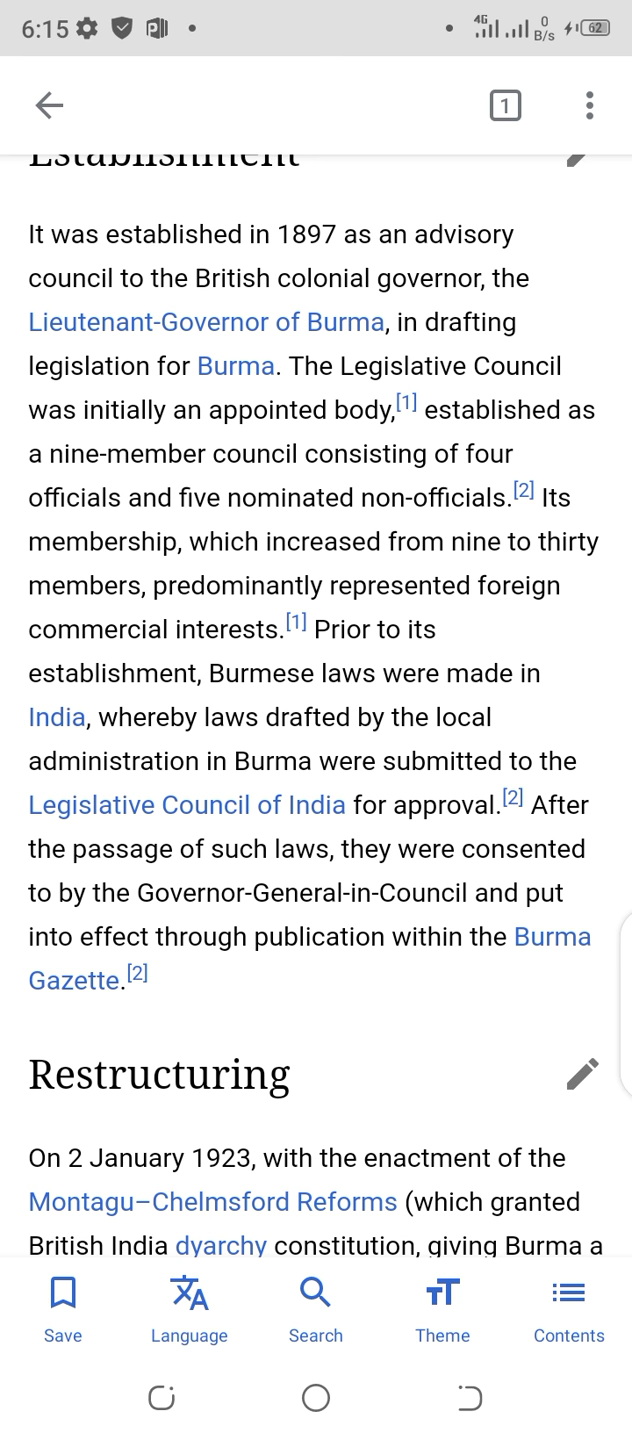 6:15
4G
0
B/s
62
1
Establishment
It was established in 1897 as an advisory
council to the British colonial governor, the
Lieutenant-Governor of Burma, in drafting
legislation for Burma. The Legislative Council
was initially an appointed body,[1] established as
a nine-member council consisting of four
officials and five nominated non-officials.[2] Its
membership, which increased from nine to thirty
members, predominantly represented foreign
commercial interests.[1] Prior to its
establishment, Burmese laws were made in
India, whereby laws drafted by the local
administration in Burma were submitted to the
Legislative Council of India for approval.[2] After
the passage of such laws, they were consented
to by the Governor-General-in-Council and put
into effect through publication within the Burma
Gazette.[2]
Restructuring
On 2 January 1923, with the enactment of the
Montagu–Chelmsford Reforms (which granted
British India dyarchy constitution, giving Burma a
Save
Language
Search
Theme
Contents